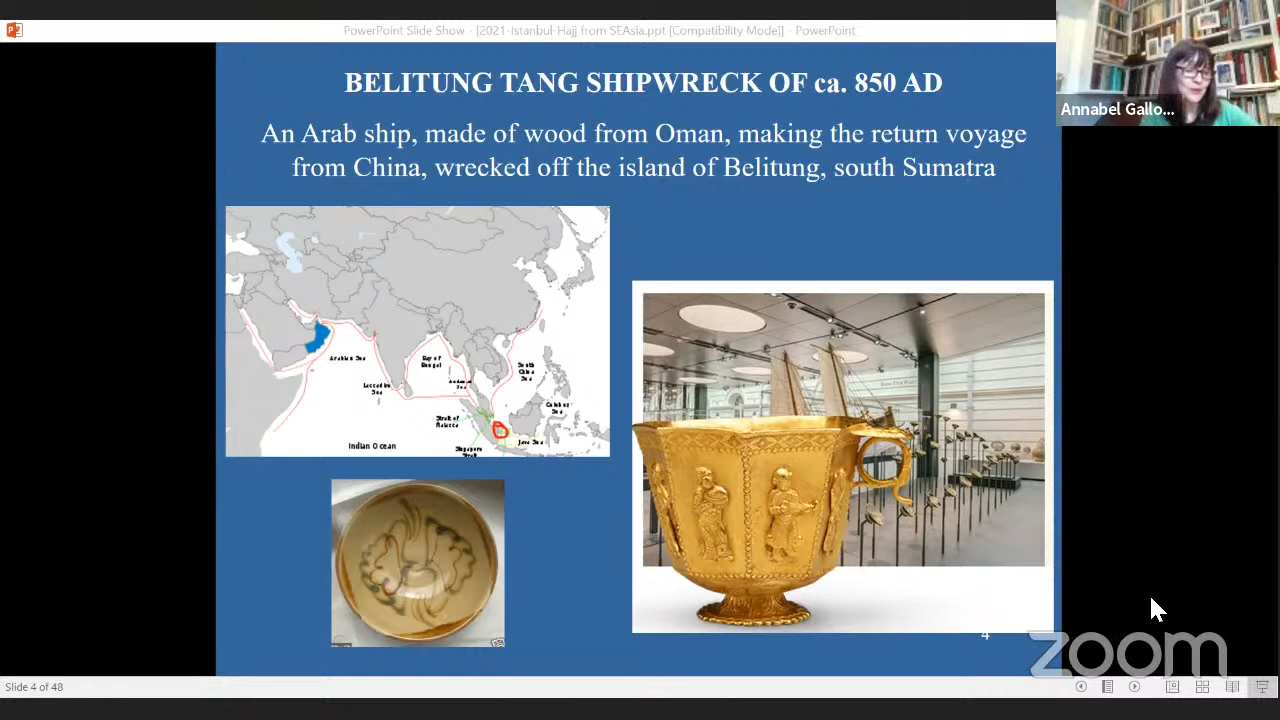 PowerPoint Slide Show - [2021-Istanbul-Hajj from SEAsia.ppt [Compatibility Mode]] - PowerPoint
Annabel Gallo...
BELITUNG TANG SHIPWRECK OF ca. 850 AD
An Arab ship, made of wood from Oman, making the return voyage
from China, wrecked off the island of Belitung, south Sumatra
Arabian Sea
Bay of
Bengal
South
China
Sea
Laccadive
Sea
Andaman
Sea
Celebes
Sea
Strait of
Malacca
Java Sea
Indian Ocean
Singapore
Strait
4
zoom
Slide 4 of 48